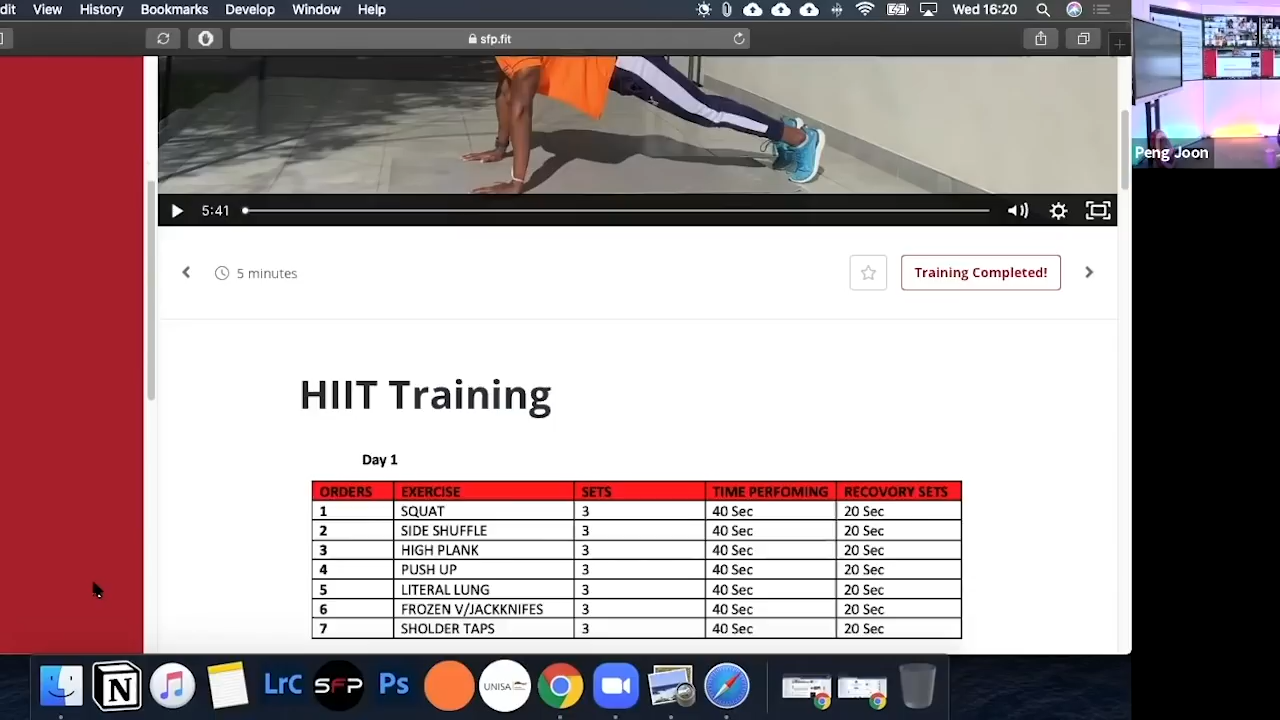 dit View History Bookmarks Develop Window Help Wed 16:20
sfp.fit
Peng Joon
5:41
5 minutes
Training Completed!
HIIT Training
Day 1
ORDERS EXERCISE SETS TIME PERFOMING RECOVORY SETS
1 SQUAT 3 40 Sec 20 Sec
2 SIDE SHUFFLE 3 40 Sec 20 Sec
3 HIGH PLANK 3 40 Sec 20 Sec
4 PUSH UP 3 40 Sec 20 Sec
5 LITERAL LUNG 3 40 Sec 20 Sec
6 FROZEN V/JACKKNIFES 3 40 Sec 20 Sec
7 SHOLDER TAPS 3 40 Sec 20 Sec
N LrC SFP Ps UNISA